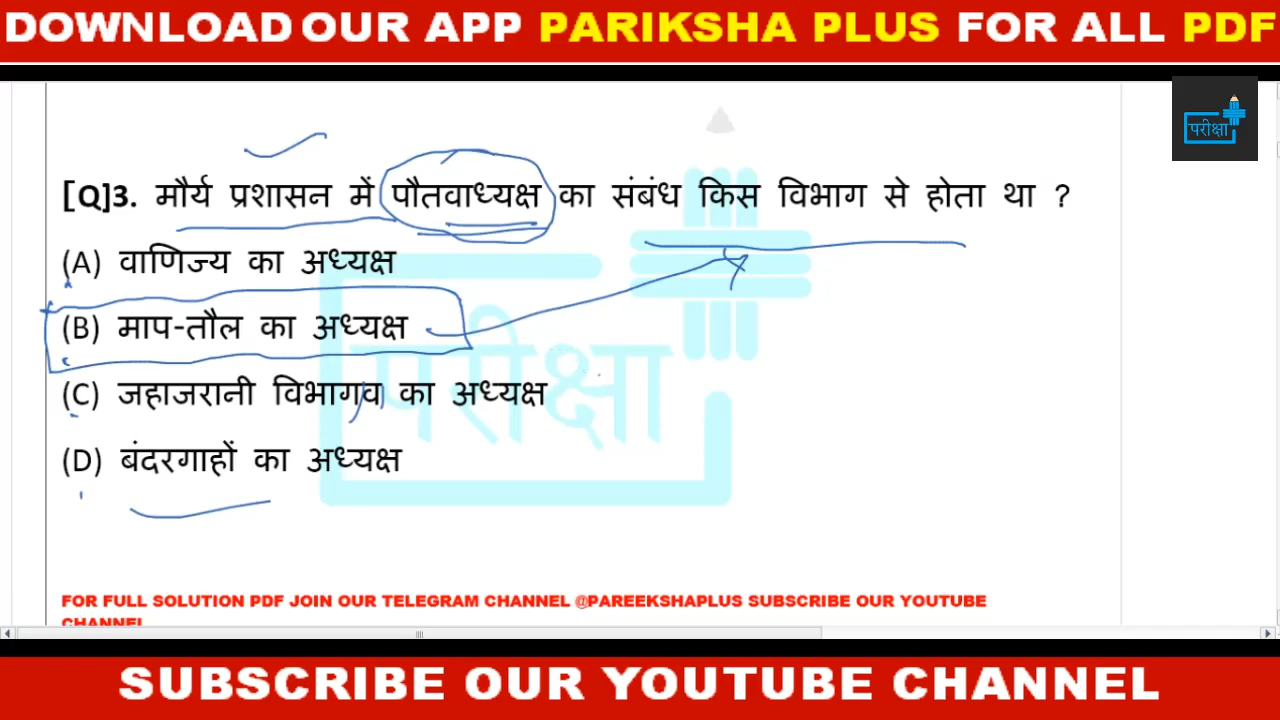 DOWNLOAD OUR APP PARIKSHA PLUS FOR ALL PDF
परीक्षा
[Q]3. मौर्य प्रशासन में पौतवाध्यक्ष का संबंध किस विभाग से होता था ?
(A) वाणिज्य का अध्यक्ष
(B) माप-तौल का अध्यक्ष
(C) जहाजरानी विभागव का अध्यक्ष
(D) बंदरगाहों का अध्यक्ष
परीक्षा
FOR FULL SOLUTION PDF JOIN OUR TELEGRAM CHANNEL @PAREEKSHAPLUS SUBSCRIBE OUR YOUTUBE
CHANNEL
SUBSCRIBE OUR YOUTUBE CHANNEL